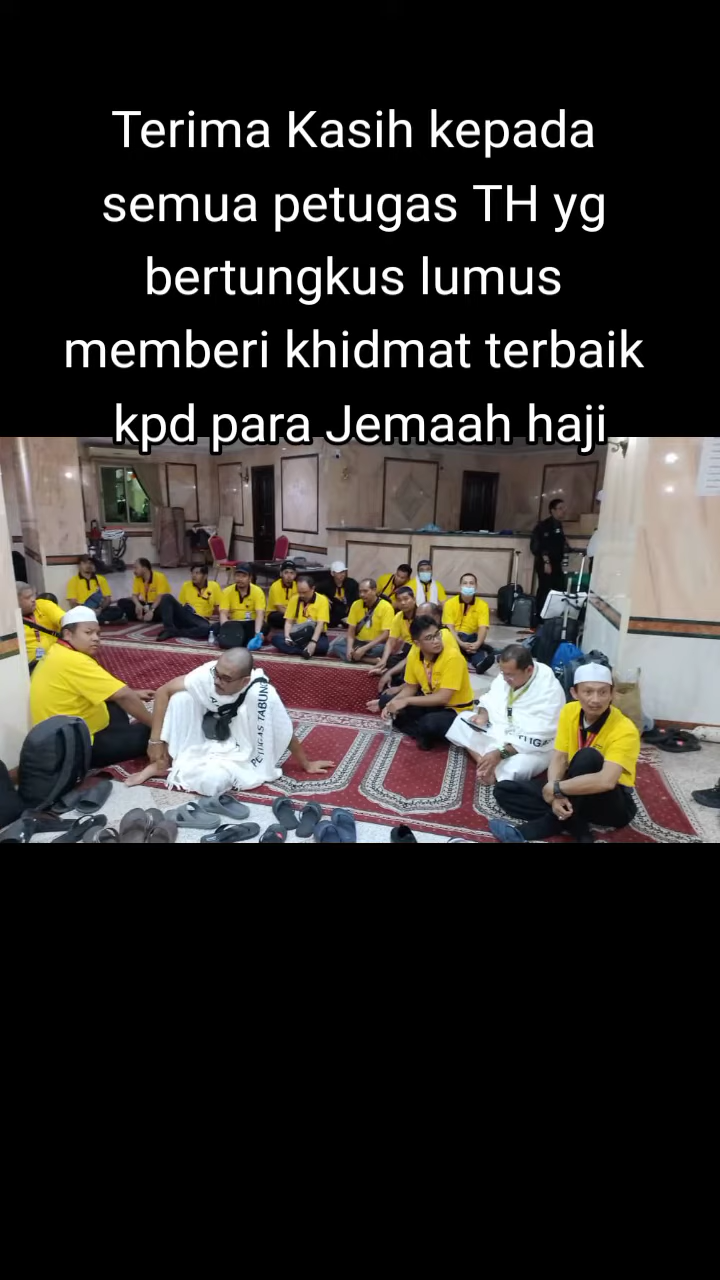 Terima Kasih kepada
semua petugas TH yg
bertungkus lumus
memberi khidmat terbaik
kpd para Jemaah haji
PETUGAS TABUNG